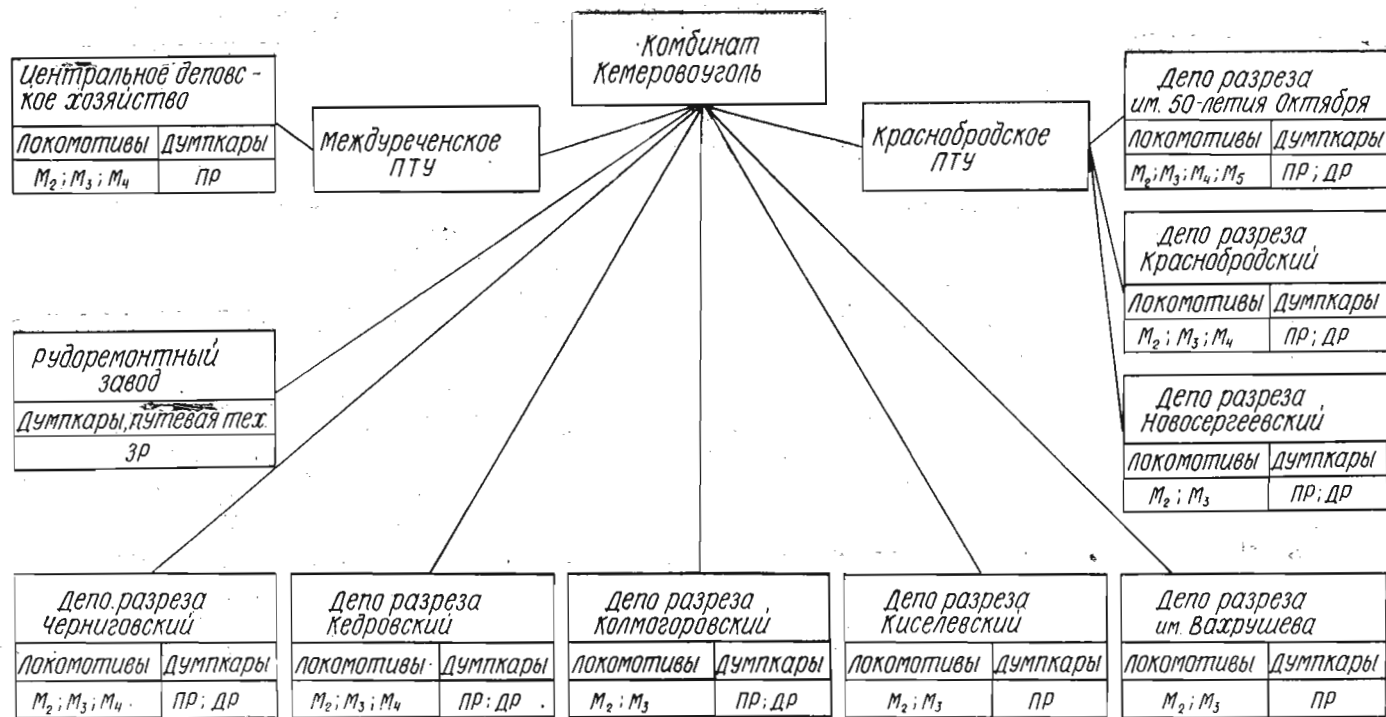 Комбинат
Кемеровоуголь
Центральное деповс-
кое хозяйство
Локомотивы Думпкары
М₂; М₃; М₄ ПР
Междуреченское
ПТУ
Краснобродское
ПТУ
Депо разреза
им. 50-летия Октября
Локомотивы Думпкары
М₂; М₃; М₄; М₅ ПР; ДР
Депо разреза
Краснобродский
Локомотивы Думпкары
М₂; М₃; М₄ ПР; ДР
Депо разреза
Новосергеевский
Локомотивы Думпкары
М₂; М₃ ПР; ДР
Рудоремонтный
завод
Думпкары, путевая тех.
ЗР
Депо разреза
Черниговский
Локомотивы Думпкары
М₂; М₃; М₄ ПР; ДР
Депо разреза
Кедровский
Локомотивы Думпкары
М₂; М₃; М₄ ПР; ДР
Депо разреза
Колмогоровский
Локомотивы Думпкары
М₂; М₃ ПР; ДР
Депо разреза
Киселевский
Локомотивы Думпкары
М₂; М₃ ПР
Депо разреза
им. Вахрушева
Локомотивы Думпкары
М₂; М₃ ПР